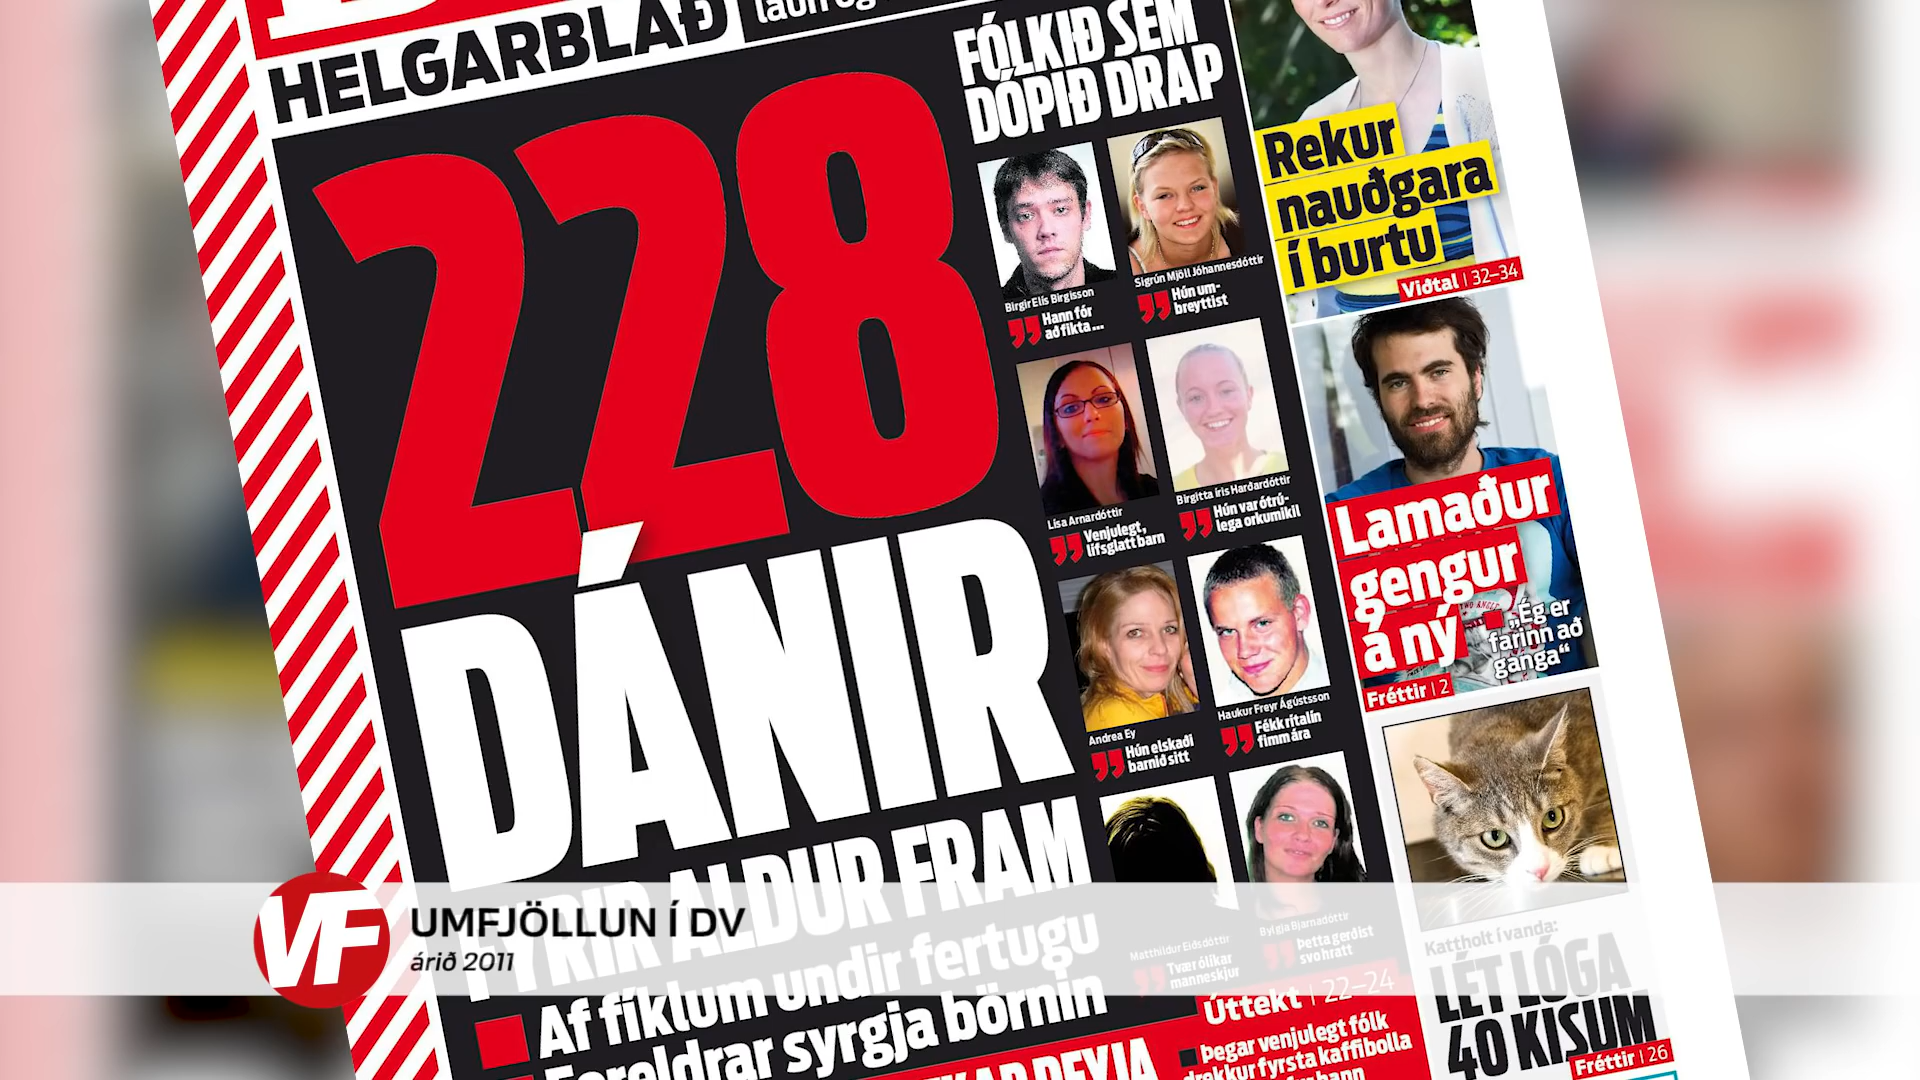 HELGARBLAÐ
228
DÁNIR
FYRIR ALDUR FRAM
Af fíklum undir fertugu
Foreldrar syrgja börnin
FÓLKIÐ SEM
DÓPIÐ DRAP
Birgir Elís Birgisson
Hann fór
að fikta...
Sigrún Mjöll Jóhannesdóttir
Hún um-
breyttist
Lísa Arnardóttir
Venjulegt,
lífsglatt barn
Birgitta Íris Harðardóttir
Hún var ótrú-
lega orkumikil
Andrea Ey
Hún elskaði
barnið sitt
Haukur Freyr Ágústsson
Fékk rítalín
fimm ára
Matthildur Eiðsdóttir
Tvær ólíkar
manneskjur
Bylgja Bjarnadóttir
Þetta gerðist
svo hratt
Úttekt | 22–24
Þegar venjulegt fólk
drekkur fyrsta kaffibolla
Rekur
nauðgara
í burtu
Viðtal | 32–34
Lamaður
gengur
á ný
„Ég er
farinn að
ganga“
Fréttir | 2
Kattholt í vanda:
LÉT LÓGA
40 KISUM
Fréttir | 26
VF
UMFJÖLLUN Í DV
árið 2011